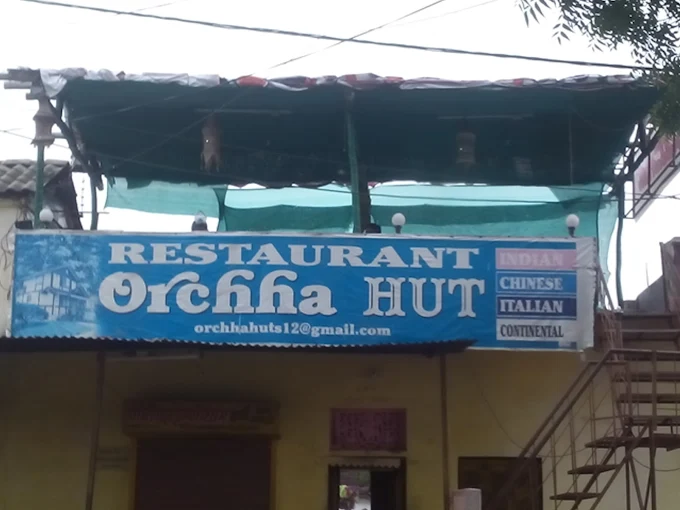 RESTAURANT
Orchha HUT
orchhahuts12@gmail.com
INDIAN
CHINESE
ITALIAN
CONTINENTAL